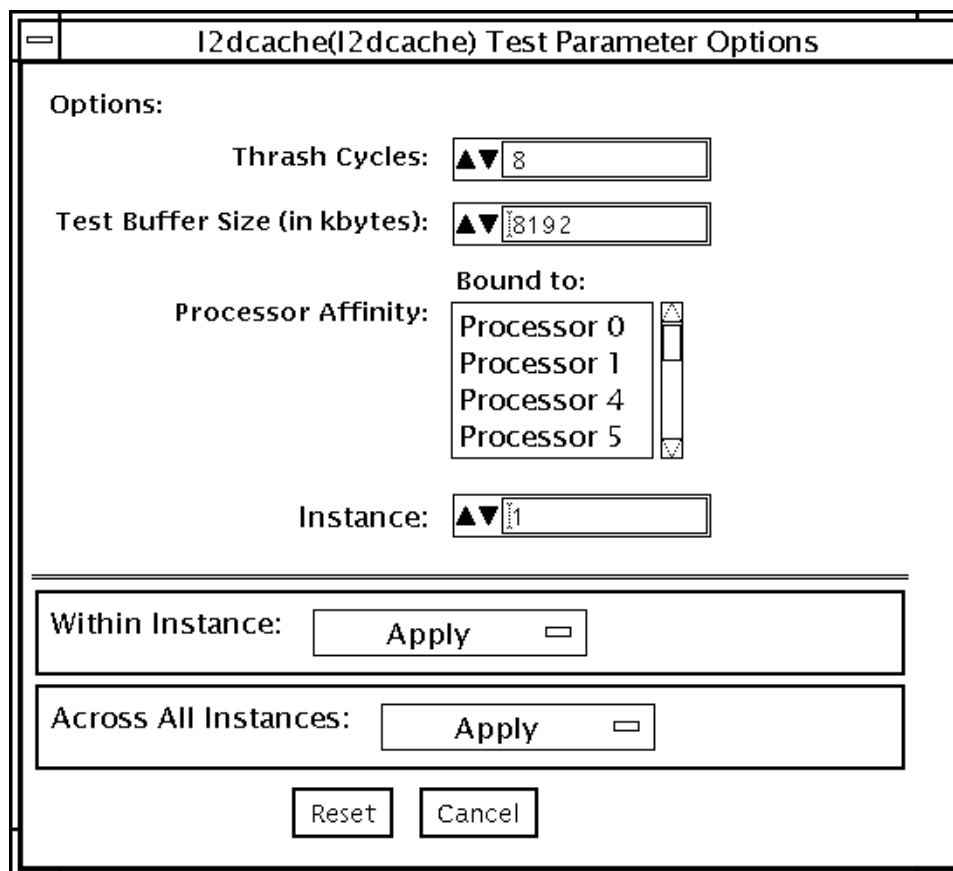 l2dcache(l2dcache) Test Parameter Options
Options:
Thrash Cycles: 8
Test Buffer Size (in kbytes): 8192
Bound to:
Processor Affinity:
Processor 0
Processor 1
Processor 4
Processor 5
Instance: 1
Within Instance: Apply
Across All Instances: Apply
Reset Cancel